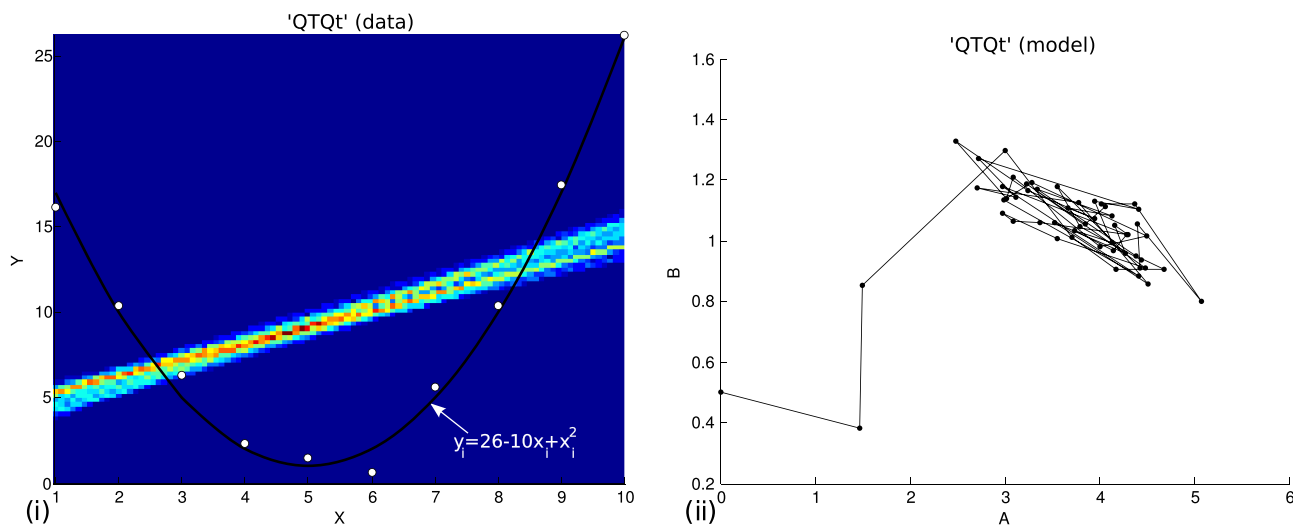 'QTQt' (data)
25
20
15
10
5
0
Y
1 2 3 4 5 6 7 8 9 10
X
y_i=26-10x_i+x_i^2
(i)
'QTQt' (model)
1.6
1.4
1.2
1
0.8
0.6
0.4
0.2
B
0 1 2 3 4 5 6
A
(ii)